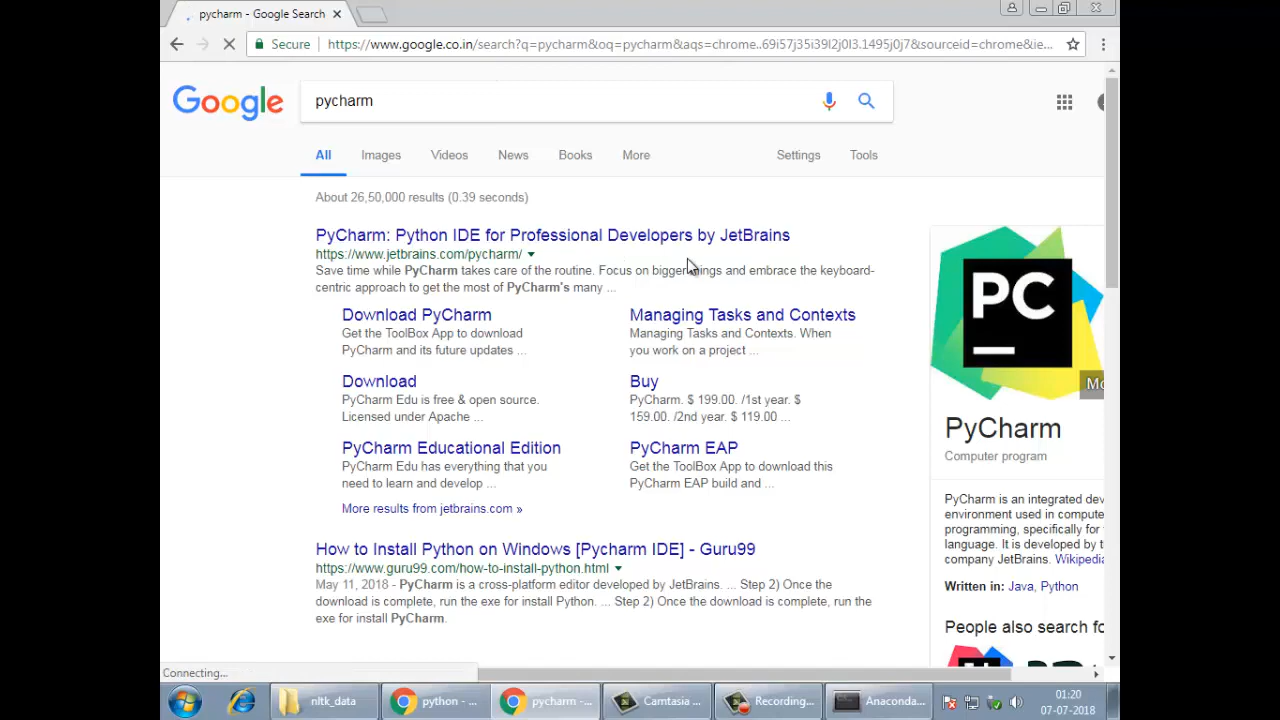 pycharm - Google Search
Secure https://www.google.co.in/search?q=pycharm&oq=pycharm&aqs=chrome..69i57j35i39l2j0l3.1495j0j7&sourceid=chrome&ie...
Google pycharm
All Images Videos News Books More Settings Tools
About 26,50,000 results (0.39 seconds)
PyCharm: Python IDE for Professional Developers by JetBrains
https://www.jetbrains.com/pycharm/
Save time while PyCharm takes care of the routine. Focus on bigger things and embrace the keyboard-
centric approach to get the most of PyCharm's many ...
Download PyCharm
Get the ToolBox App to download
PyCharm and its future updates ...
Managing Tasks and Contexts
Managing Tasks and Contexts. When
you work on a project ...
Download
PyCharm Edu is free & open source.
Licensed under Apache ...
Buy
PyCharm. $ 199.00. /1st year. $
159.00. /2nd year. $ 119.00 ...
PyCharm Educational Edition
PyCharm Edu has everything that you
need to learn and develop ...
PyCharm EAP
Get the ToolBox App to download this
PyCharm EAP build and ...
More results from jetbrains.com »
How to Install Python on Windows [Pycharm IDE] - Guru99
https://www.guru99.com/how-to-install-python.html
May 11, 2018 - PyCharm is a cross-platform editor developed by JetBrains. ... Step 2) Once the
download is complete, run the exe for install Python. ... Step 2) Once the download is complete, run the
exe for install PyCharm.
PC
Mo
PyCharm
Computer program
PyCharm is an integrated dev
environment used in compute
programming, specifically for
language. It is developed by t
company JetBrains. Wikipedia
Written in: Java, Python
People also search fo
Connecting...
nltk_data python - ... pycharm -... Camtasia ... Recording... Anaconda... 01:20
07-07-2018